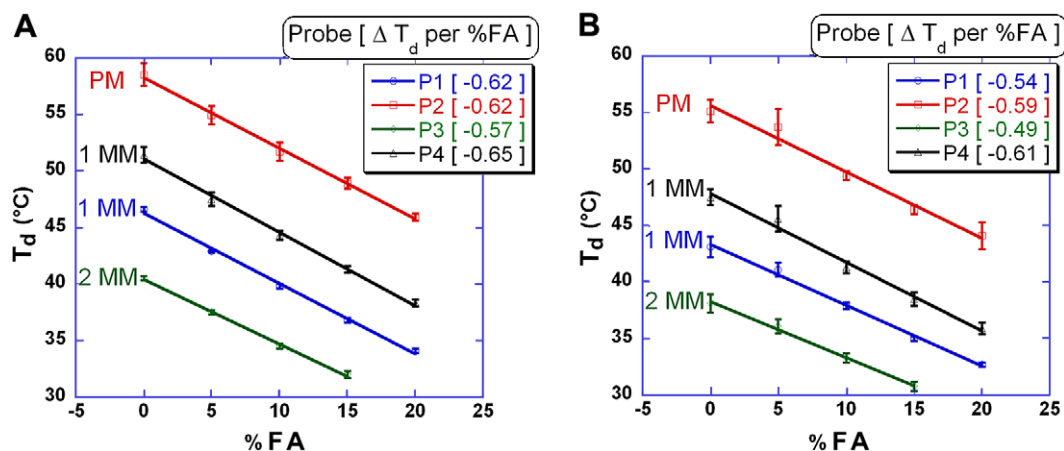 A
Probe [ Δ T_d per %FA ]
P1 [ -0.62 ]
P2 [ -0.62 ]
P3 [ -0.57 ]
P4 [ -0.65 ]
PM
1 MM
1 MM
2 MM
T_d (°C)
60
55
50
45
40
35
30
-5
0
5
10
15
20
25
% FA
B
Probe [ Δ T_d per %FA ]
P1 [ -0.54 ]
P2 [ -0.59 ]
P3 [ -0.49 ]
P4 [ -0.61 ]
PM
1 MM
1 MM
2 MM
T_d (°C)
60
55
50
45
40
35
30
-5
0
5
10
15
20
25
% FA